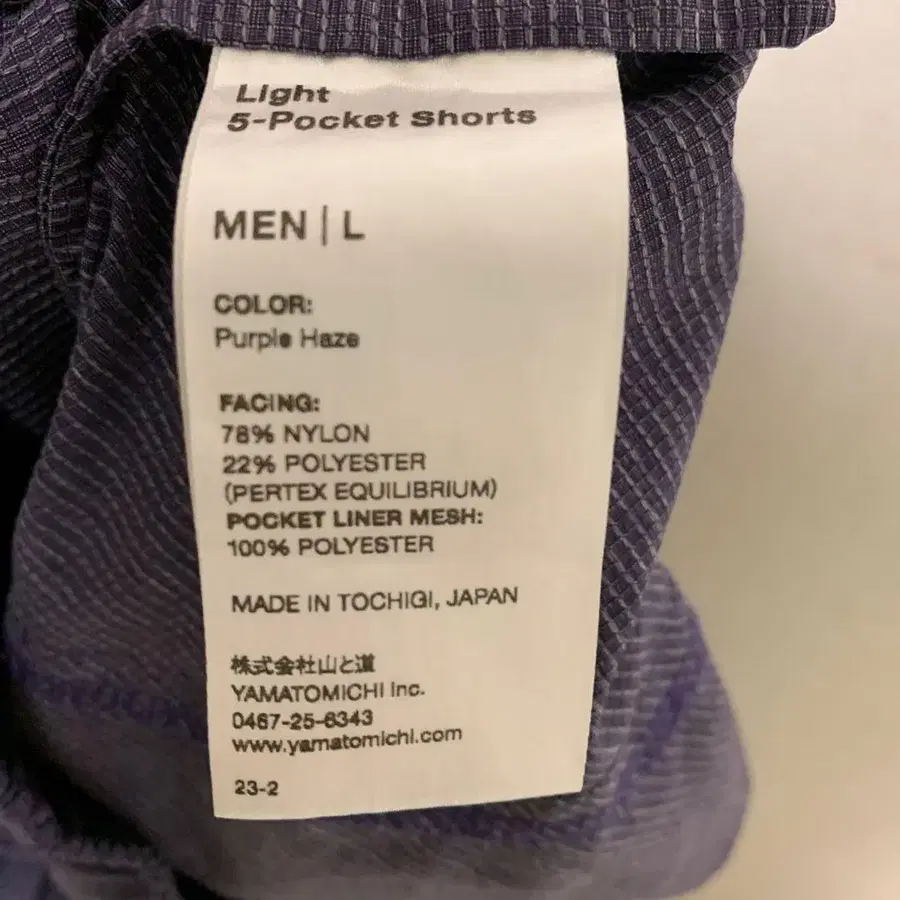 Light
5-Pocket Shorts
MEN | L
COLOR:
Purple Haze
FACING:
78% NYLON
22% POLYESTER
(PERTEX EQUILIBRIUM)
POCKET LINER MESH:
100% POLYESTER
MADE IN TOCHIGI, JAPAN
株式会社山と道
YAMATOMICHI Inc.
0467-25-6343
www.yamatomichi.com
23-2